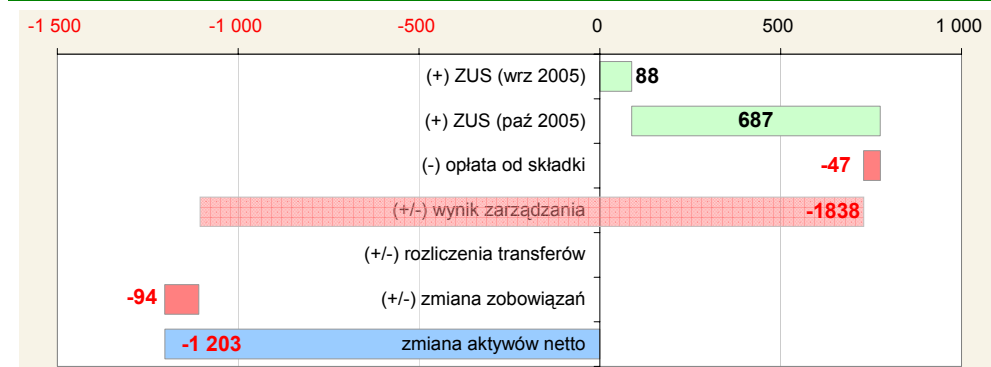 -1 500 -1 000 -500 0 500 1 000
(+) ZUS (wrz 2005) 88
(+) ZUS (paź 2005) 687
(-) opłata od składki -47
(+/-) wynik zarządzania -1838
(+/-) rozliczenia transferów
-94 (+/-) zmiana zobowiązań
-1 203 zmiana aktywów netto